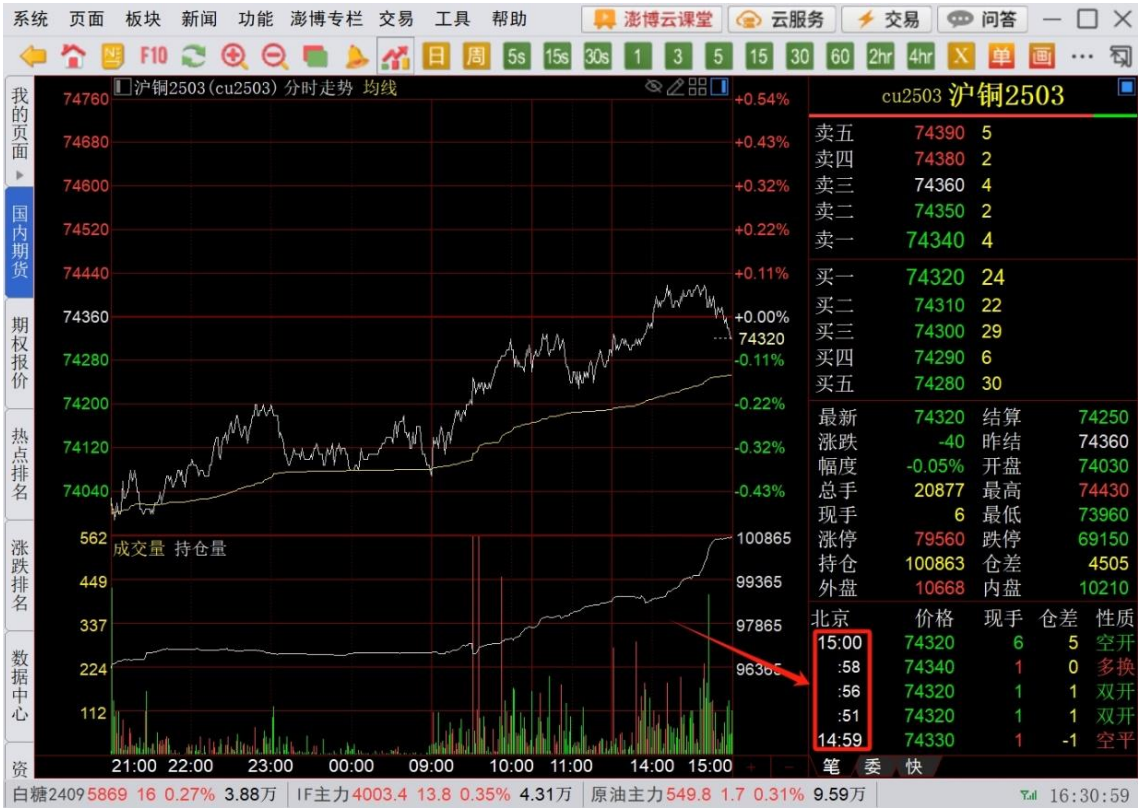 系统 页面 板块 新闻 功能 澎博专栏 交易 工具 帮助 澎博云课堂 云服务 交易 问答
F10 日 周 5s 15s 30s 1 3 5 15 30 60 2hr 4hr X 单 画 ...
我的页面
国内期货
期权报价
热点排名
涨跌排名
数据中心
资
沪铜2503(cu2503) 分时走势 均线
74760 +0.54%
74680 +0.43%
74600 +0.32%
74520 +0.22%
74440 +0.11%
74360 +0.00%
74320
74280 -0.11%
74200 -0.22%
74120 -0.32%
74040 -0.43%
562 成交量 持仓量 100865
449 99365
337 97865
224 96365
112
21:00 22:00 23:00 00:00 09:00 10:00 11:00 14:00 15:00 + -
cu2503 沪铜2503
卖五 74390 5
卖四 74380 2
卖三 74360 4
卖二 74350 2
卖一 74340 4
买一 74320 24
买二 74310 22
买三 74300 29
买四 74290 6
买五 74280 30
最新 74320 结算 74250
涨跌 -40 昨结 74360
幅度 -0.05% 开盘 74030
总手 20877 最高 74430
现手 6 最低 73960
涨停 79560 跌停 69150
持仓 100863 仓差 4505
外盘 10668 内盘 10210
北京 价格 现手 仓差 性质
15:00 74320 6 5 空开
:58 74340 1 0 多换
:56 74320 1 1 双开
:51 74320 1 1 双开
14:59 74330 1 -1 空平
笔 委 快
白糖2409 5869 16 0.27% 3.88万 IF主力 4003.4 13.8 0.35% 4.31万 原油主力 549.8 1.7 0.31% 9.59万 16:30:59